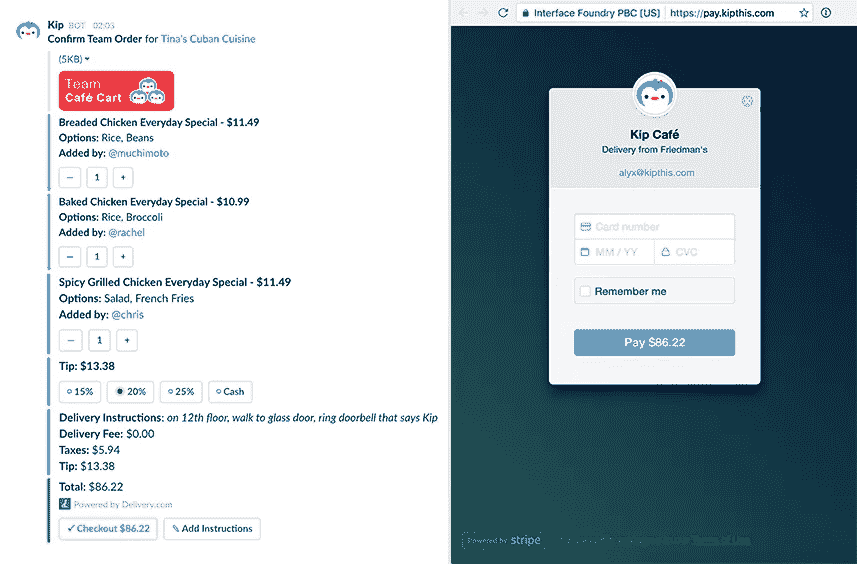 Kip BOT 02:03
Confirm Team Order for Tina's Cuban Cuisine
(5KB)
Team
Café Cart
Breaded Chicken Everyday Special - $11.49
Options: Rice, Beans
Added by: @muchimoto
– 1 +
Baked Chicken Everyday Special - $10.99
Options: Rice, Broccoli
Added by: @rachel
– 1 +
Spicy Grilled Chicken Everyday Special - $11.49
Options: Salad, French Fries
Added by: @chris
– 1 +
Tip: $13.38
15% 20% 25% Cash
Delivery Instructions: on 12th floor, walk to glass door, ring doorbell that says Kip
Delivery Fee: $0.00
Taxes: $5.94
Tip: $13.38
Total: $86.22
Powered by Delivery.com
✓ Checkout $86.22 ✎ Add Instructions
Interface Foundry PBC [US] https://pay.kipthis.com
Kip Café
Delivery from Friedman's
alyx@kipthis.com
Card number
MM / YY CVC
Remember me
Pay $86.22
Powered by stripe